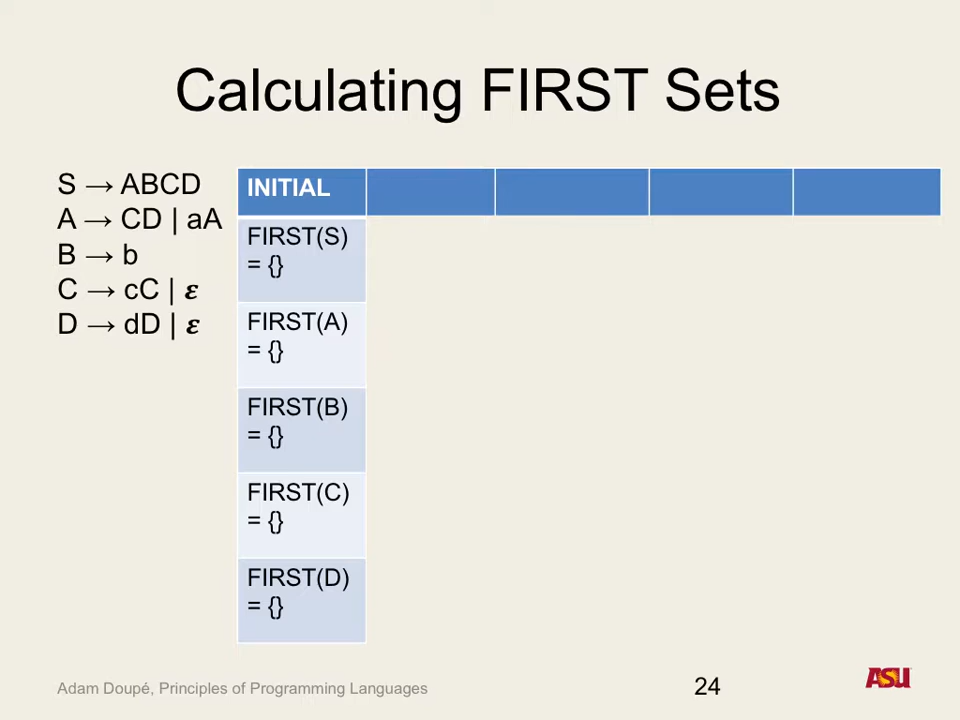 Calculating FIRST Sets
S → ABCD
A → CD | aA
B → b
C → cC | ε
D → dD | ε
INITIAL
FIRST(S)
= {}
FIRST(A)
= {}
FIRST(B)
= {}
FIRST(C)
= {}
FIRST(D)
= {}
Adam Doupé, Principles of Programming Languages
24
ASU